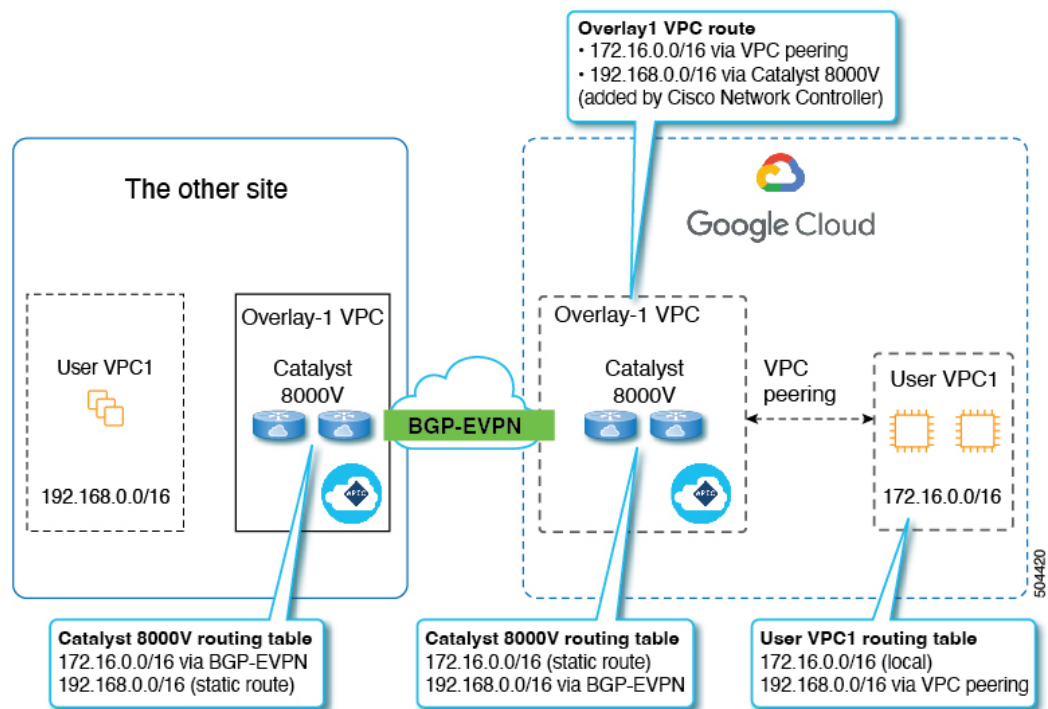 Overlay1 VPC route
• 172.16.0.0/16 via VPC peering
• 192.168.0.0/16 via Catalyst 8000V
(added by Cisco Network Controller)
The other site
Google Cloud
User VPC1
192.168.0.0/16
Overlay-1 VPC
Catalyst
8000V
APIC
BGP-EVPN
Overlay-1 VPC
Catalyst
8000V
APIC
VPC
peering
User VPC1
172.16.0.0/16
504420
Catalyst 8000V routing table
172.16.0.0/16 via BGP-EVPN
192.168.0.0/16 (static route)
Catalyst 8000V routing table
172.16.0.0/16 (static route)
192.168.0.0/16 via BGP-EVPN
User VPC1 routing table
172.16.0.0/16 (local)
192.168.0.0/16 via VPC peering